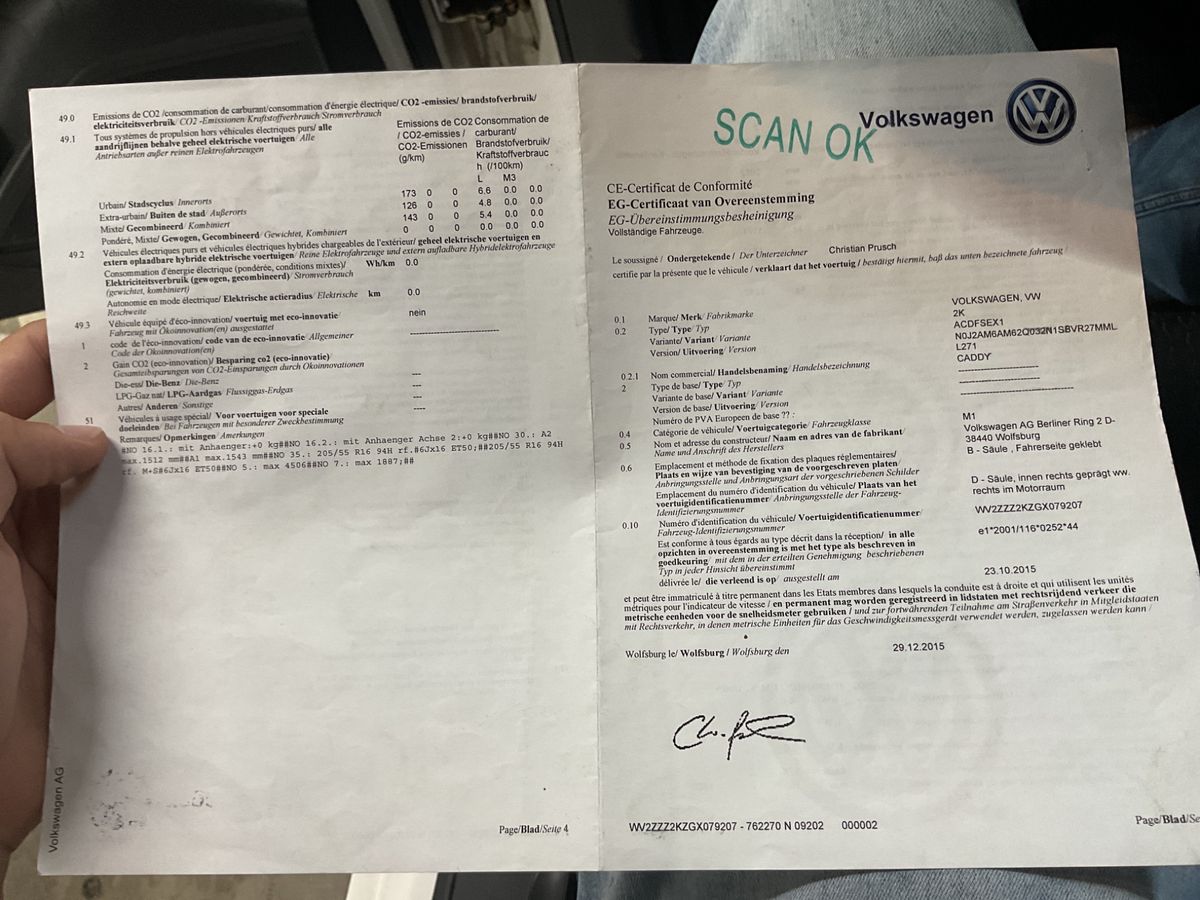 49.0 Emissions de CO2 /consommation de carburant/consommation d'énergie électrique/ CO2 -emissies/ brandstofverbuik/
elektriciteitsverbuik/ CO2 -Emissionen Kraftstoffverbrauch Stromverbrauch
49.1 Tous systèmes de propulsion hors véhicules électriques purs/ alle
aandrijflijnen behalve geheel elektrische voertuigen/ Alle
Antriebsarten außer reinen Elektrofahrzeugen
Emissions de CO2 Consommation de
/ CO2-emissies / carburant/
CO2-Emissionen Brandstofverbuik/
(g/km) Kraftstoffverbrauc
h (/100km)
L M3
Urbain/ Stadscyclus/ Innerorts 173 0 0 6.6 0.0 0.0
Extra-urbain/ Buiten de stad/ Außerorts 126 0 0 4.8 0.0 0.0
Mixte/ Gecombineerd/ Kombiniert 143 0 0 5.4 0.0 0.0
Pondéré, Mixte/ Gewogen, Gecombineerd/ Gewichtet, Kombiniert 0 0 0 0.0 0.0 0.0
49.2 Véhicules électriques purs et véhicules électriques hybrides chargeables de l'extérieur/ geheel elektrische voertuigen en
extern oplaadbare hybride elektrische voertuigen/ Reine Elektrofahrzeuge und extern aufladbare Hybridelektrofahrzeuge
Consommation d'énergie électrique (pondérée, conditions mixtes)/ Wh/km 0.0
Elektriciteitsverbuik (gewogen, gecombineerd)/ Stromverbrauch
(gewichtet, kombiniert)
Autonomie en mode électrique/ Elektrische actieradius/ Elektrische km 0.0
Reichweite
49.3 Véhicule équipé d'éco-innovation/ voertuig met eco-innovatie/ nein
Fahrzeug mit Ökoinnovation(en) ausgestattet
1 code de l'éco-innovation/ code van de eco-innovatie/ Allgemeiner
Code der Ökoinnovation(en)
2 Gain CO2 (eco-innovation)/ Besparing co2 (eco-innovatie)/
Gesamteibsparungen von CO2-Einsparungen durch Ökoinnovationen
Die-ess/ Die-Benz/ Die-Benz ---
LPG-Gaz nat/ LPG-Aardgas/ Flussiggas-Erdgas ---
Autres/ Anderen/ Sonstige ----
51 Véhicules à usage spécial/ Voor voertuigen voor speciale
doeleinden/ Bei Fahrzeugen mit besonderer Zweckbestimmung
Remarques/ Opmerkingen/ Amerkungen
##NO 16.1.: mit Anhaenger:+0 kg##NO 16.2.: mit Anhaenger Achse 2:+0 kg##NO 30.: A2
max.1512 mm##A1 max.1543 mm##NO 35.: 205/55 R16 94H rf.#6Jx16 ET50;##205/55 R16 94H
rf. M+S#6Jx16 ET50##NO 5.: max 4506##NO 7.: max 1887;##
Volkswagen AG
Page/Blad/Seite 4
SCAN OK
Volkswagen
CE-Certificat de Conformité
EG-Certificaat van Overeenstemming
EG-Übereinstimmungsbesheinigung
Vollständige Fahrzeuge.
Le soussigné / Ondergetekende / Der Unterzeichner Christian Prusch
certifie par la présente que le véhicule / verklaart dat het voertuig / bestätigt hiermit, baß das unten bezeichnete fahrzeug /
0.1 Marque/ Merk/ Fabrikmarke VOLKSWAGEN, VW
0.2 Type/ Type/ Typ 2K
Variante/ Variant/ Variante ACDFSEX1
Version/ Uitvoering/ Version N0J2AM6AM62Q032N1SBVR27MML
L271
0.2.1 Nom commercial/ Handelsbenaming/ Handelsbezeichnung CADDY
2 Type de base/ Type/ Typ
Variante de base/ Variant/ Variante
Version de base/ Uitvoering/ Version
Numéro de PVA Européen de base ?? :
0.4 Catégorie de véhicule/ Voertuigcategorie/ Fahrzeugklasse M1
0.5 Nom et adresse du constructeur/ Naam en adres van de fabrikant/ Volkswagen AG Berliner Ring 2 D-
Name und Anschrift des Herstellers 38440 Wolfsburg
0.6 Emplacement et méthode de fixation des plaques réglementaires/ B - Säule , Fahrerseite geklebt
Plaats en wijze van bevestiging van de voorgeschreven platen/
Anbringungsstelle und Anbringungsart der vorgeschriebenen Schilder
Emplacement du numéro d'identification du véhicule/ Plaats van het D - Säule, innen rechts geprägt ww.
voertuigidentificatienummer/ Anbringungsstelle der Fahrzeug- rechts im Motorraum
Identifizierungsnummer
0.10 Numéro d'identification du véhicule/ Voertuigidentificatienummer/ WV2ZZZ2KZGX079207
Fahrzeug-Identifizierungsnummer
Est conforme à tous égards au type décrit dans la réception/ in alle e1*2001/116*0252*44
opzichten in overeenstemming is met het type als beschreven in
goedkeuring/ mit dem in der erteilten Genehmigung beschriebenen
Typ in jeder Hinsicht übereinstimmt
délivrée le/ die verleend is op/ ausgestellt am 23.10.2015
et peut être immatriculé à titre permanent dans les Etats membres dans lesquels la conduite est à droite et qui utilisent les unités
métriques pour l'indicateur de vitesse / en permanent mag worden geregistreerd in lidstaten met rechtsrijdend verkeer die
metrische eenheden voor de snelheidsmeter gebruiken / und zur fortwährenden Teilnahme am Straßenverkehr in Mitgliedstaaten
mit Rechtsverkehr, in denen metrische Einheiten für das Geschwindigkeitsmessgerät verwendet werden, zugelassen werden kann /
Wolfsburg le/ Wolfsburg / Wolfsburg den 29.12.2015
WV2ZZZ2KZGX079207 - 762270 N 09202 000002
Page/Blad/Se